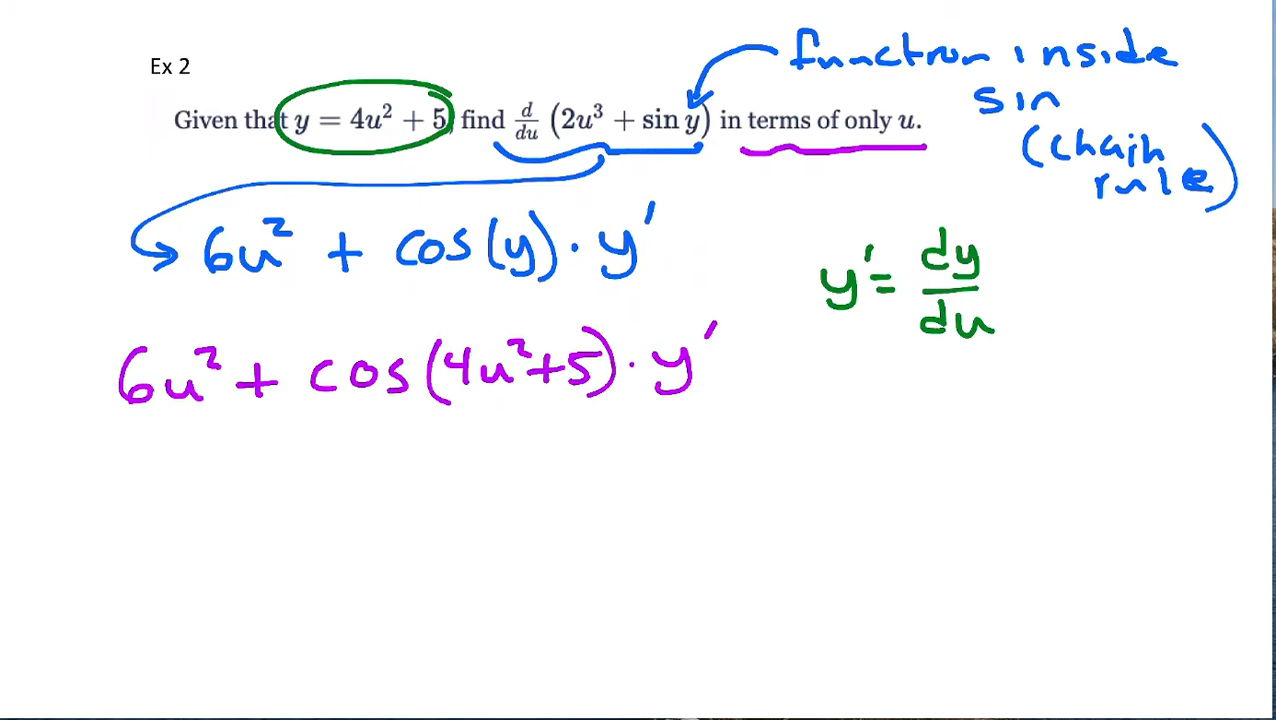 Ex 2
function inside
sin
(chain
rule)
Given that y = 4u² + 5, find d/du (2u³ + sin y) in terms of only u.
6u² + cos(y) · y'
y' = dy/du
6u² + cos(4u²+5) · y'